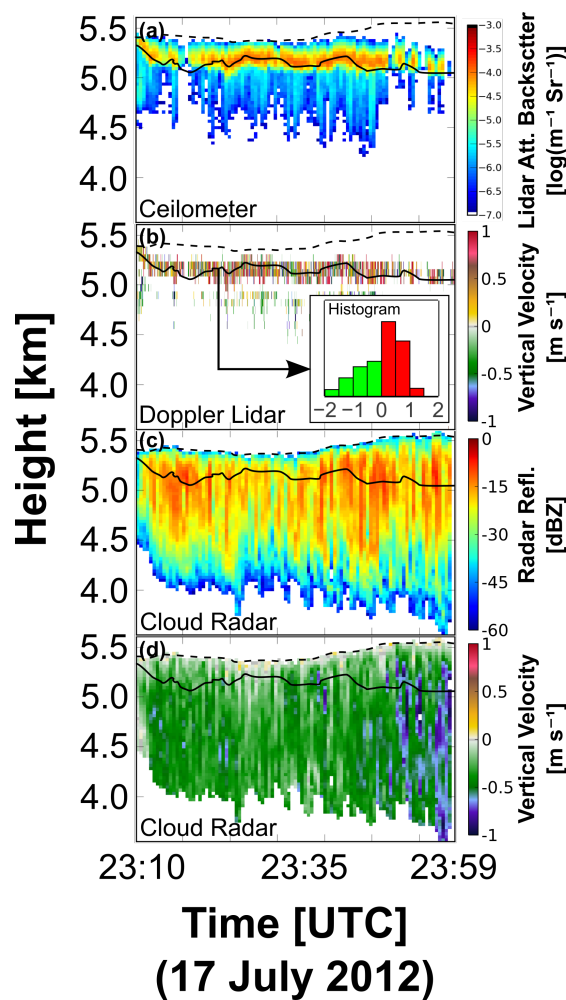 (a)
5.5
5.0
4.5
4.0
Ceilometer
−3.0
−3.5
−4.0
−4.5
−5.0
−5.5
−6.0
−6.5
−7.0
Lidar Att. Backsctter
[log(m⁻¹ Sr⁻¹)]
(b)
5.5
5.0
4.5
4.0
Histogram
−2 −1 0 1 2
Doppler Lidar
1
0.5
0
-0.5
-1
Vertical Velocity
[m s⁻¹]
Height [km]
(c)
5.5
5.0
4.5
4.0
Cloud Radar
0
−15
−30
−45
−60
Radar Refl.
[dBZ]
(d)
5.5
5.0
4.5
4.0
Cloud Radar
1
0.5
0
-0.5
-1
Vertical Velocity
[m s⁻¹]
23:10 23:35 23:59
Time [UTC]
(17 July 2012)